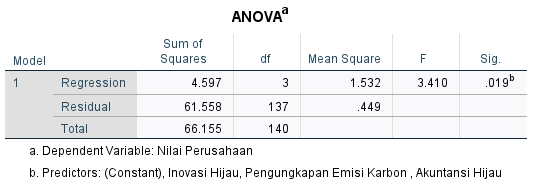 ANOVAa
Model Sum of Squares df Mean Square F Sig.
1 Regression 4.597 3 1.532 3.410 .019b
Residual 61.558 137 .449
Total 66.155 140
a. Dependent Variable: Nilai Perusahaan
b. Predictors: (Constant), Inovasi Hijau, Pengungkapan Emisi Karbon , Akuntansi Hijau